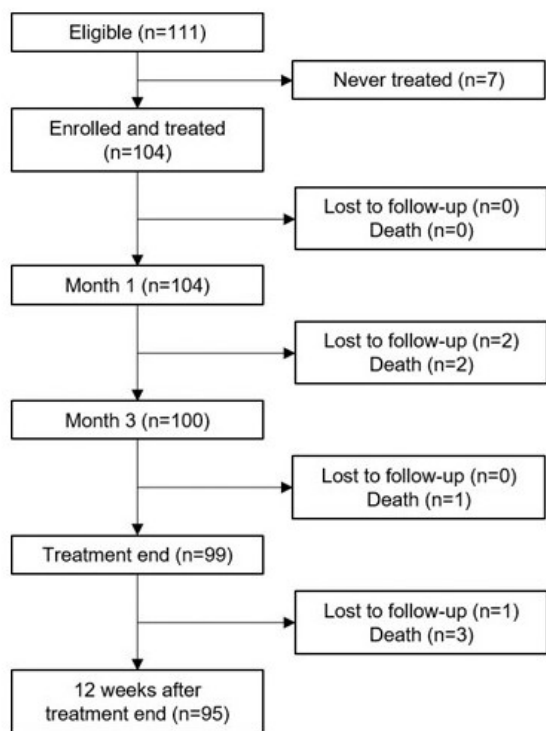 Eligible (n=111)
Never treated (n=7)
Enrolled and treated
(n=104)
Lost to follow-up (n=0)
Death (n=0)
Month 1 (n=104)
Lost to follow-up (n=2)
Death (n=2)
Month 3 (n=100)
Lost to follow-up (n=0)
Death (n=1)
Treatment end (n=99)
Lost to follow-up (n=1)
Death (n=3)
12 weeks after
treatment end (n=95)